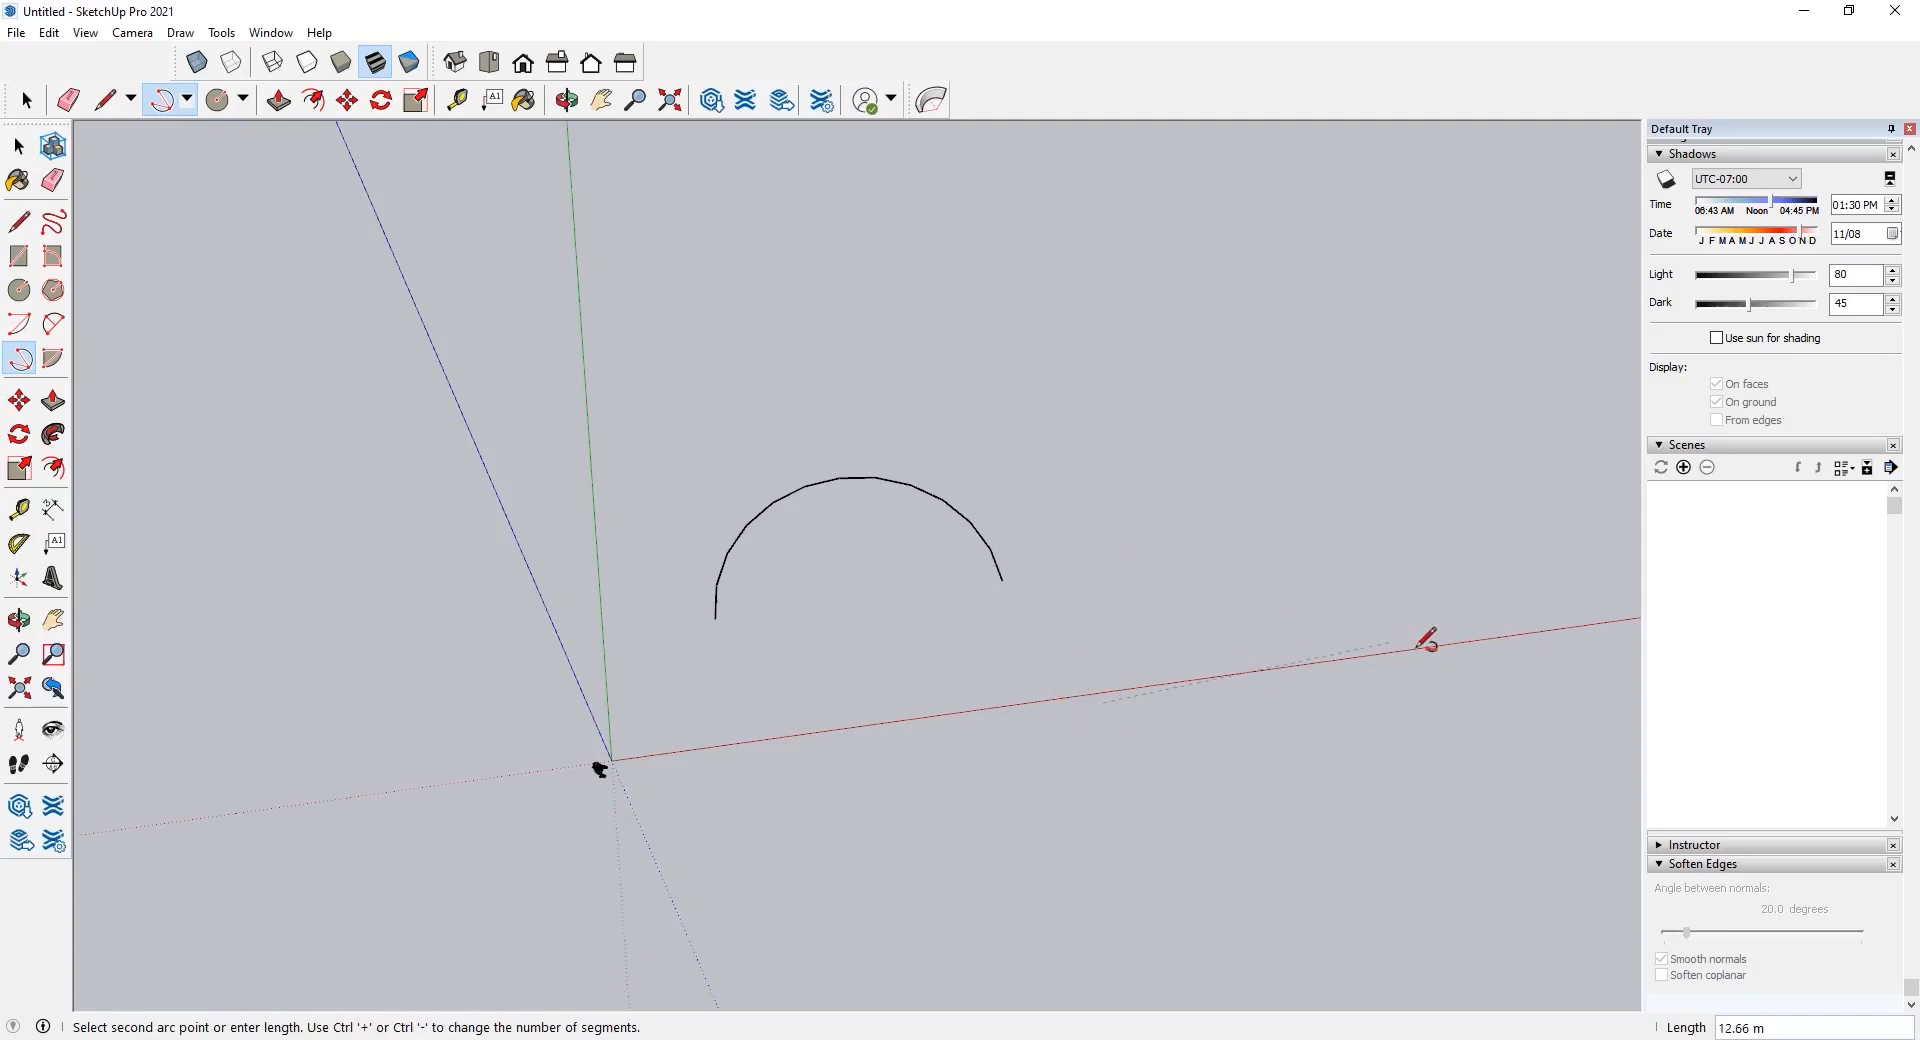 Untitled - SketchUp Pro 2021
File Edit View Camera Draw Tools Window Help
A1
Default Tray
Shadows
UTC-07:00
Time
06:43 AM Noon 04:45 PM
01:30 PM
Date
J F M A M J J A S O N D
11/08
Light
80
Dark
45
Use sun for shading
Display:
On faces
On ground
From edges
Scenes
A1
Instructor
Soften Edges
Angle between normals:
20.0 degrees
Smooth normals
Soften coplanar
Select second arc point or enter length. Use Ctrl '+' or Ctrl '-' to change the number of segments.
Length 12.66 m